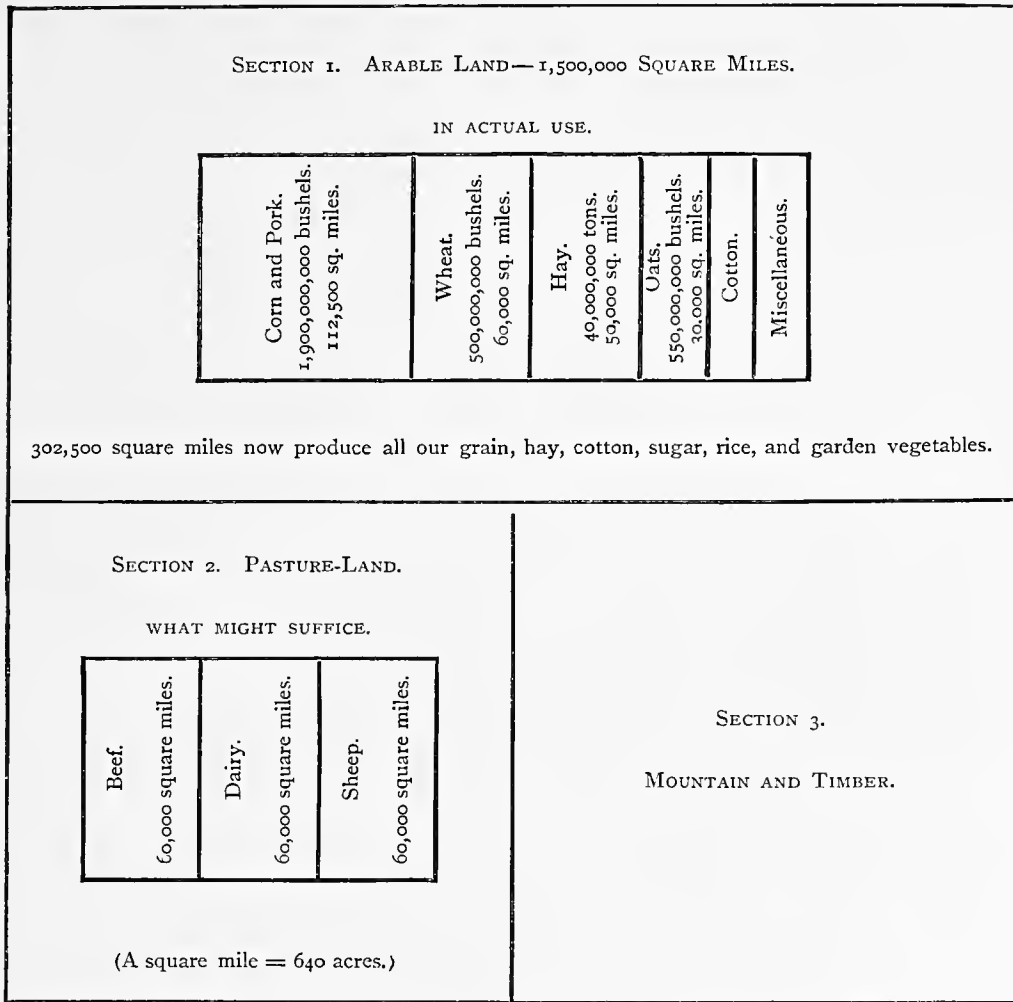 SECTION 1. ARABLE LAND—1,500,000 SQUARE MILES.
IN ACTUAL USE.
Corn and Pork.
1,900,000,000 bushels.
112,500 sq. miles.
Wheat.
500,000,000 bushels.
60,000 sq. miles.
Hay.
40,000,000 tons.
50,000 sq. miles.
Oats.
550,000,000 bushels.
30.000 sq. miles.
Cotton.
Miscellanéous.
302,500 square miles now produce all our grain, hay, cotton, sugar, rice, and garden vegetables.
SECTION 2. PASTURE-LAND.
WHAT MIGHT SUFFICE.
Beef.
60,000 square miles.
Dairy.
60,000 square miles.
Sheep.
60,000 square miles.
(A square mile = 640 acres.)
SECTION 3.
MOUNTAIN AND TIMBER.